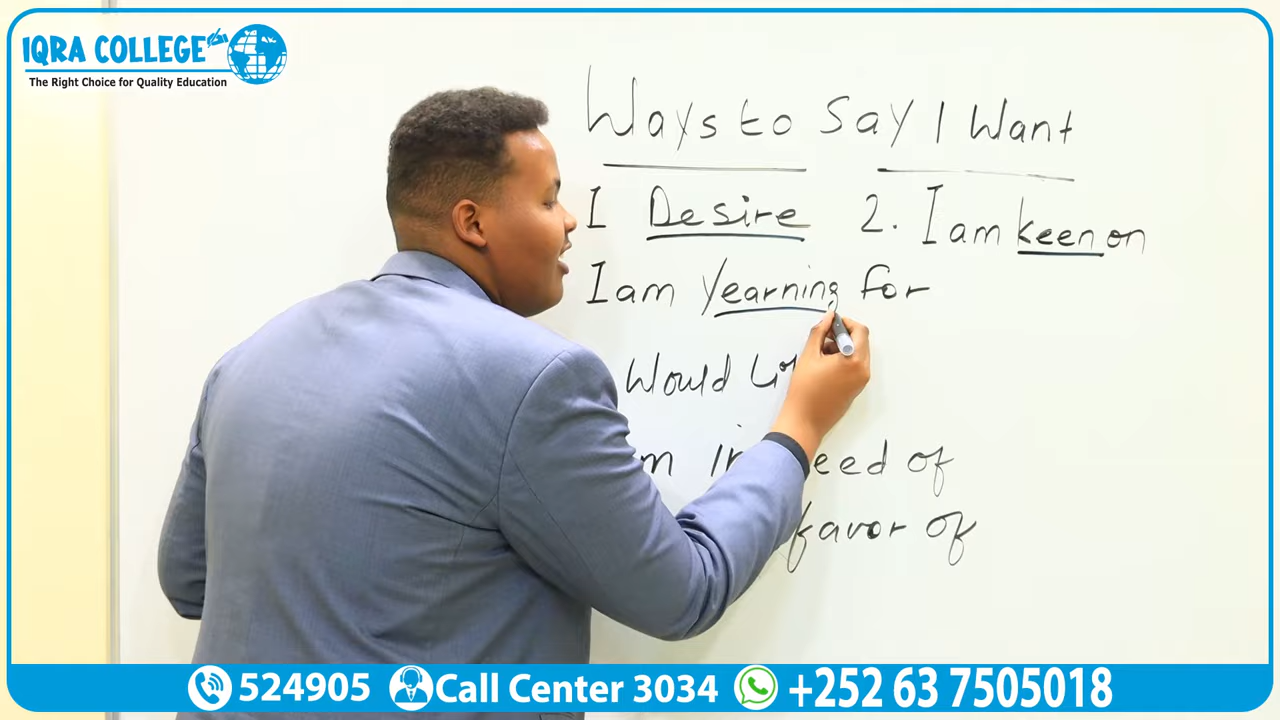 IQRA COLLEGE
The Right Choice for Quality Education
Ways to Say I Want
I Desire 2. I am keen on
I am yearning for
Would
eed of
favor of
524905 Call Center 3034 +252 63 7505018